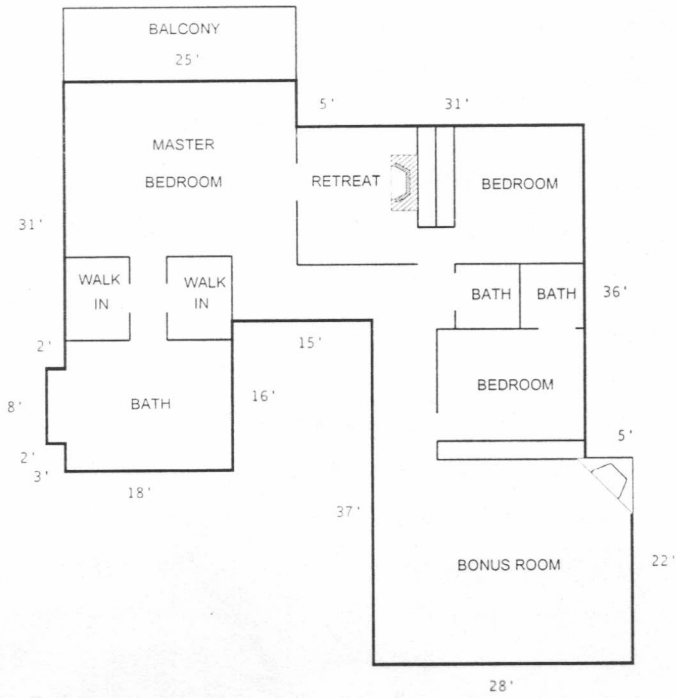 BALCONY
25'
5'
31'
MASTER
BEDROOM
RETREAT
BEDROOM
31'
WALK
IN
WALK
IN
BATH
BATH
36'
2'
15'
8'
BATH
16'
BEDROOM
2'
3'
18'
5'
37'
BONUS ROOM
22'
28'